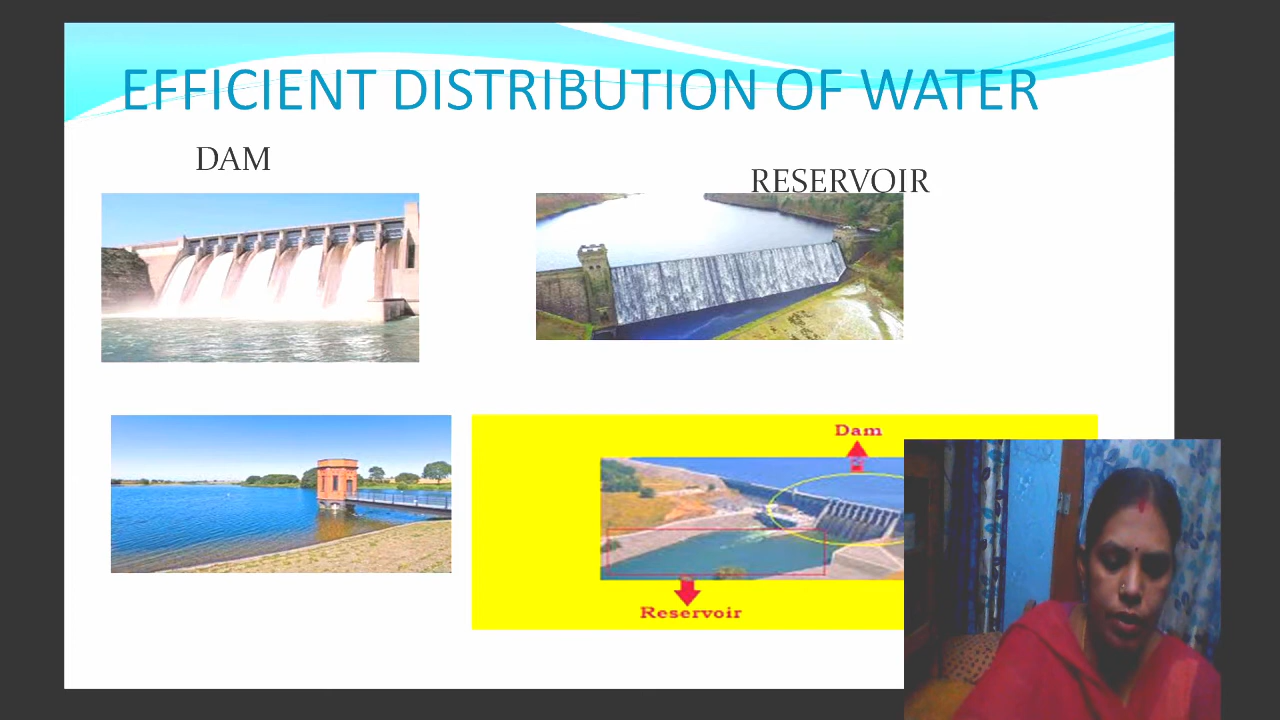 EFFICIENT DISTRIBUTION OF WATER
DAM
RESERVOIR
Dam
Reservoir